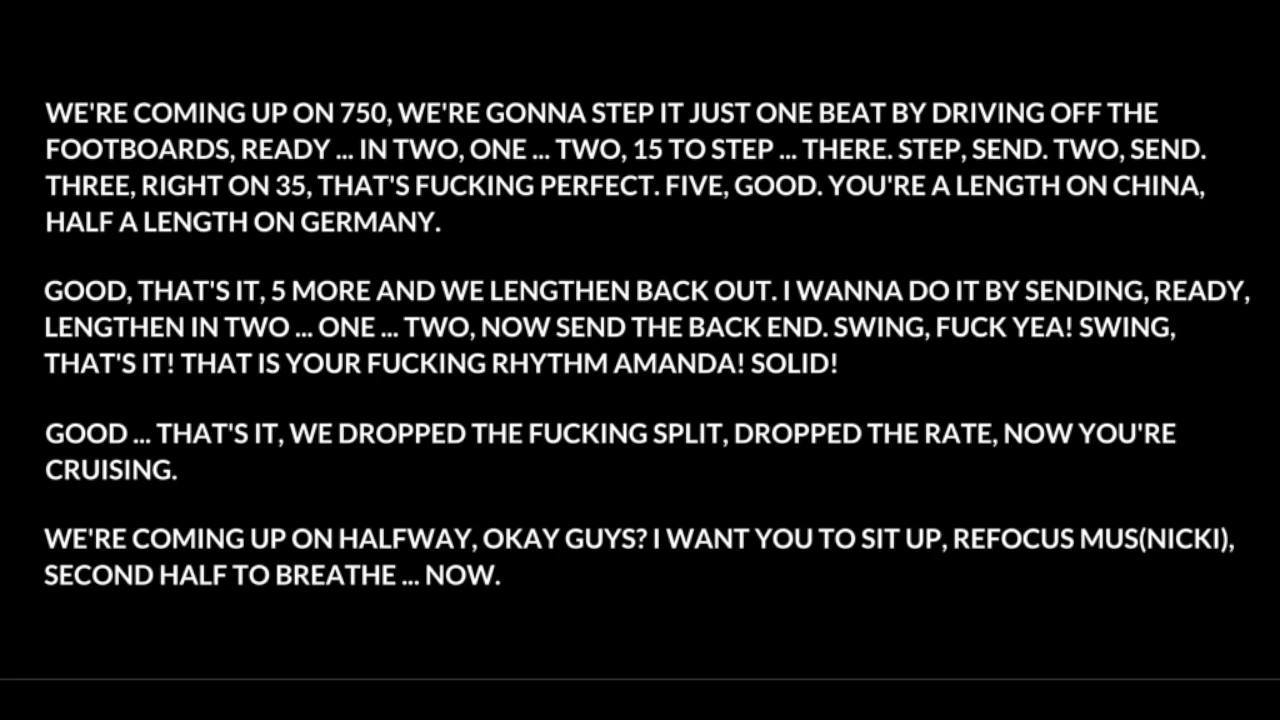 WE'RE COMING UP ON 750, WE'RE GONNA STEP IT JUST ONE BEAT BY DRIVING OFF THE
FOOTBOARDS, READY ... IN TWO, ONE ... TWO, 15 TO STEP ... THERE. STEP, SEND. TWO, SEND.
THREE, RIGHT ON 35, THAT'S FUCKING PERFECT. FIVE, GOOD. YOU'RE A LENGTH ON CHINA,
HALF A LENGTH ON GERMANY.
GOOD, THAT'S IT, 5 MORE AND WE LENGTHEN BACK OUT. I WANNA DO IT BY SENDING, READY,
LENGTHEN IN TWO ... ONE ... TWO, NOW SEND THE BACK END. SWING, FUCK YEA! SWING,
THAT'S IT! THAT IS YOUR FUCKING RHYTHM AMANDA! SOLID!
GOOD ... THAT'S IT, WE DROPPED THE FUCKING SPLIT, DROPPED THE RATE, NOW YOU'RE
CRUISING.
WE'RE COMING UP ON HALFWAY, OKAY GUYS? I WANT YOU TO SIT UP, REFOCUS MUS(NICKI),
SECOND HALF TO BREATHE ... NOW.